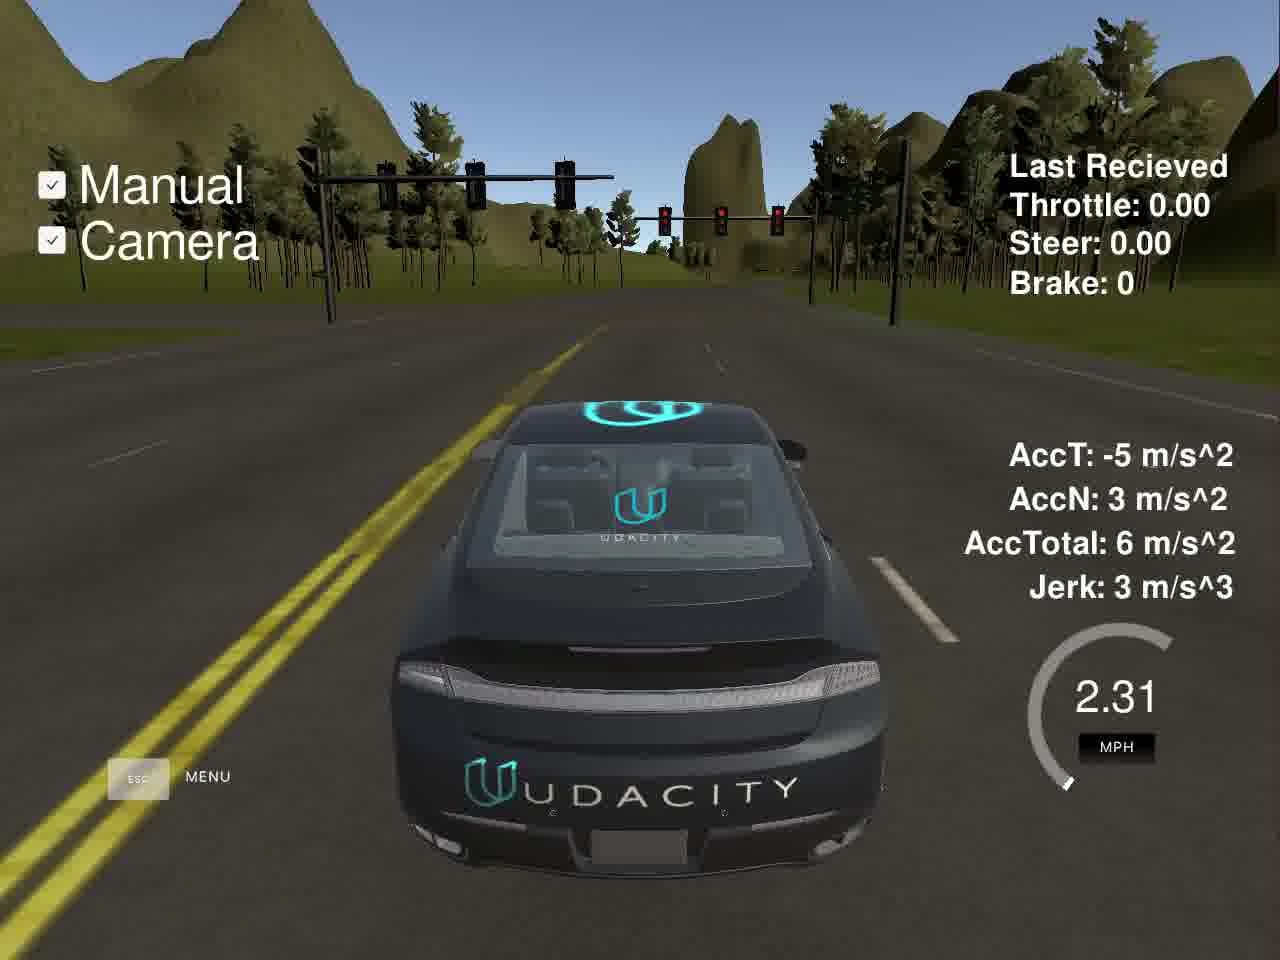 Manual
Camera
Last Recieved
Throttle: 0.00
Steer: 0.00
Brake: 0
AccT: -5 m/s^2
AccN: 3 m/s^2
AccTotal: 6 m/s^2
Jerk: 3 m/s^3
2.31
MPH
ESC MENU
UDACITY
UDACITY